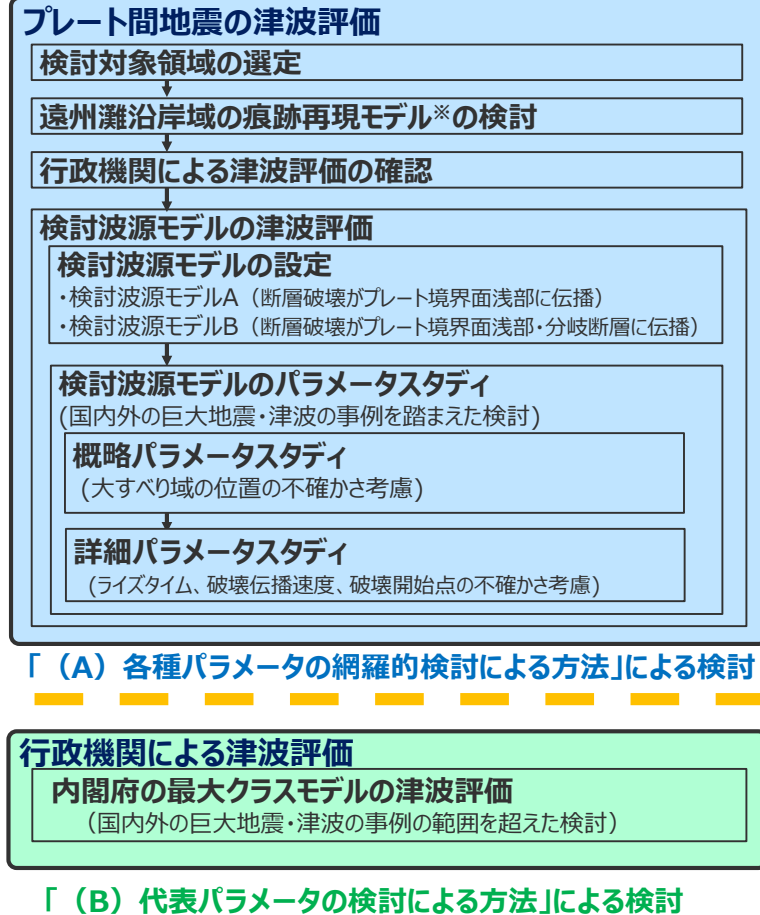 プレート間地震の津波評価
検討対象領域の選定
遠州灘沿岸域の痕跡再現モデル※の検討
行政機関による津波評価の確認
検討波源モデルの津波評価
検討波源モデルの設定
・検討波源モデルA（断層破壊がプレート境界面浅部に伝播）
・検討波源モデルB（断層破壊がプレート境界面浅部・分岐断層に伝播）
検討波源モデルのパラメータスタディ
(国内外の巨大地震・津波の事例を踏まえた検討)
概略パラメータスタディ
(大すべり域の位置の不確かさ考慮)
詳細パラメータスタディ
(ライズタイム、破壊伝播速度、破壊開始点の不確かさ考慮)
「（A）各種パラメータの網羅的検討による方法」による検討
行政機関による津波評価
内閣府の最大クラスモデルの津波評価
（国内外の巨大地震・津波の事例の範囲を超えた検討）
「（B）代表パラメータの検討による方法」による検討